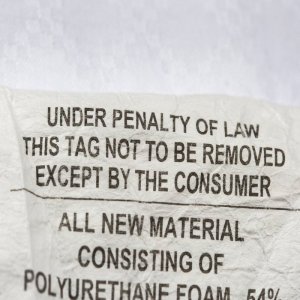 UNDER PENALTY OF LAW
THIS TAG NOT TO BE REMOVED
EXCEPT BY THE CONSUMER
ALL NEW MATERIAL
CONSISTING OF
POLYURETHANE FOAM 54%